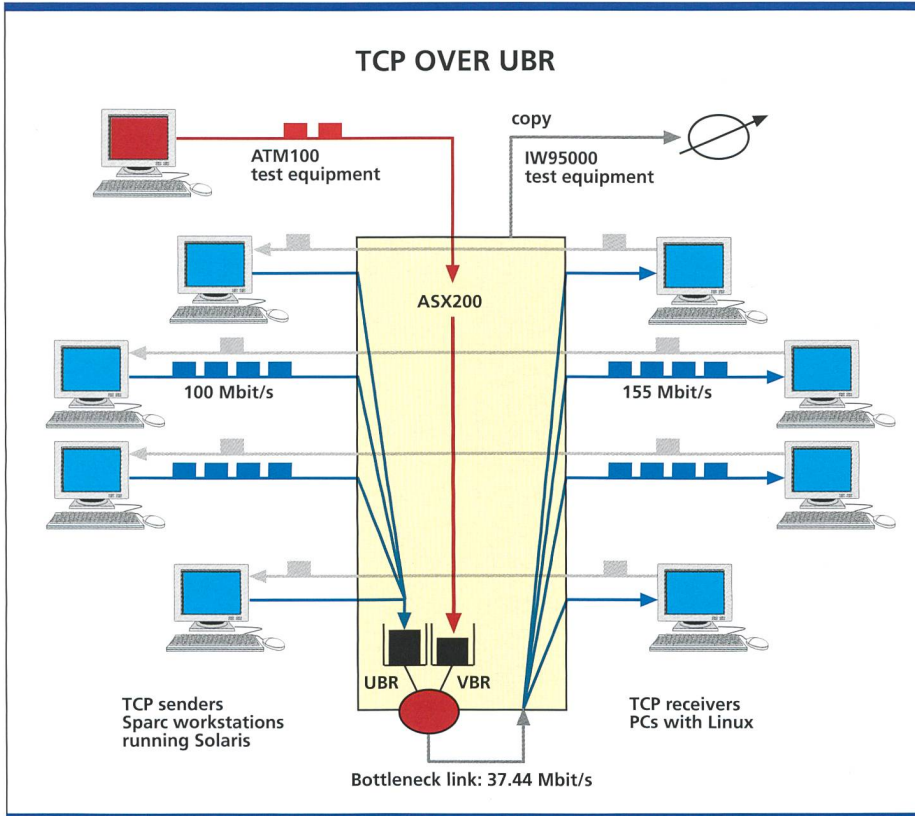 TCP OVER UBR
copy
ATM100
test equipment
IW95000
test equipment
ASX200
100 Mbit/s
155 Mbit/s
UBR
VBR
TCP senders
Sparc workstations
running Solaris
TCP receivers
PCs with Linux
Bottleneck link: 37.44 Mbit/s